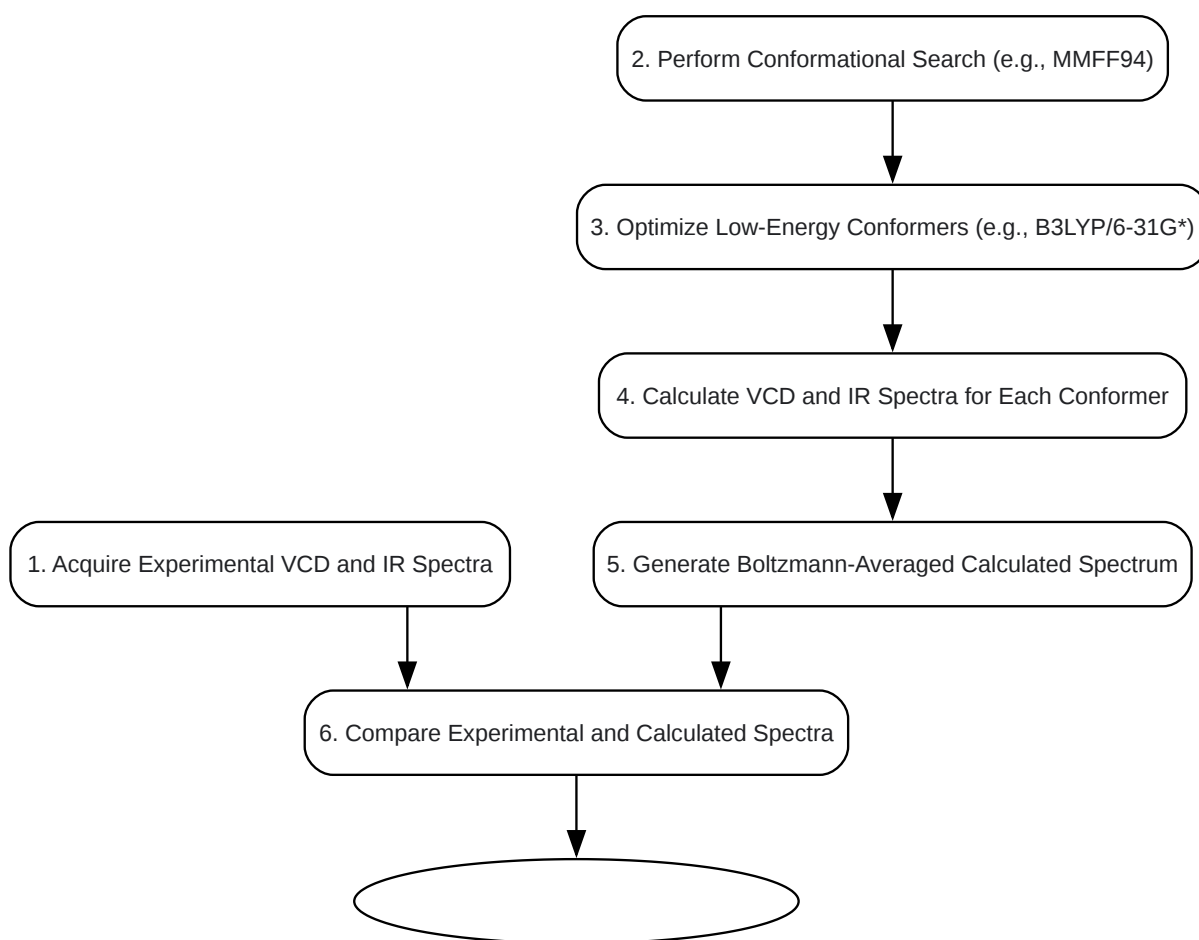 2. Perform Conformational Search (e.g., MMFF94)
3. Optimize Low-Energy Conformers (e.g., B3LYP/6-31G*)
4. Calculate VCD and IR Spectra for Each Conformer
1. Acquire Experimental VCD and IR Spectra
5. Generate Boltzmann-Averaged Calculated Spectrum
6. Compare Experimental and Calculated Spectra